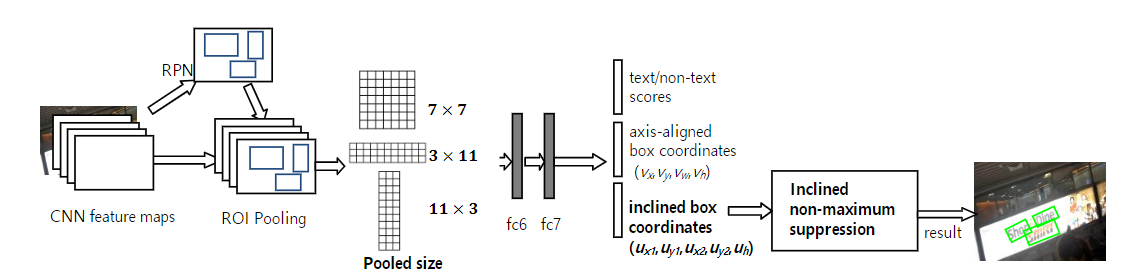 RPN
CNN feature maps
ROI Pooling
7 × 7
3 × 11
11 × 3
Pooled size
fc6
fc7
text/non-text
scores
axis-aligned
box coordinates
(vx, vy, vw, vh)
inclined box
coordinates
(ux1, uy1, ux2, uy2, uh)
Inclined
non-maximum
suppression
result
Shoe
Dine